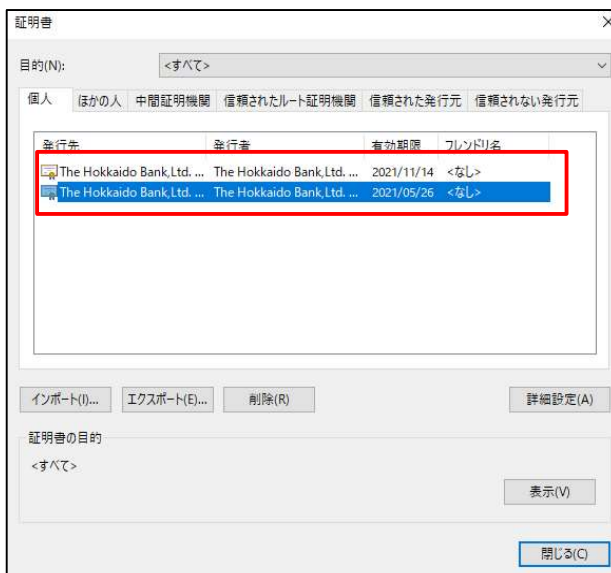 証明書
目的(N): <すべて>
個人 ほかの人 中間証明機関 信頼されたルート証明機関 信頼された発行元 信頼されない発行元
発行先 発行者 有効期限 フレンドリ名
The Hokkaido Bank,Ltd. ... The Hokkaido Bank,Ltd. ... 2021/11/14 <なし>
The Hokkaido Bank,Ltd. ... The Hokkaido Bank,Ltd. ... 2021/05/26 <なし>
インポート(I)... エクスポート(E)... 削除(R) 詳細設定(A)
証明書の目的
<すべて>
表示(V)
閉じる(C)